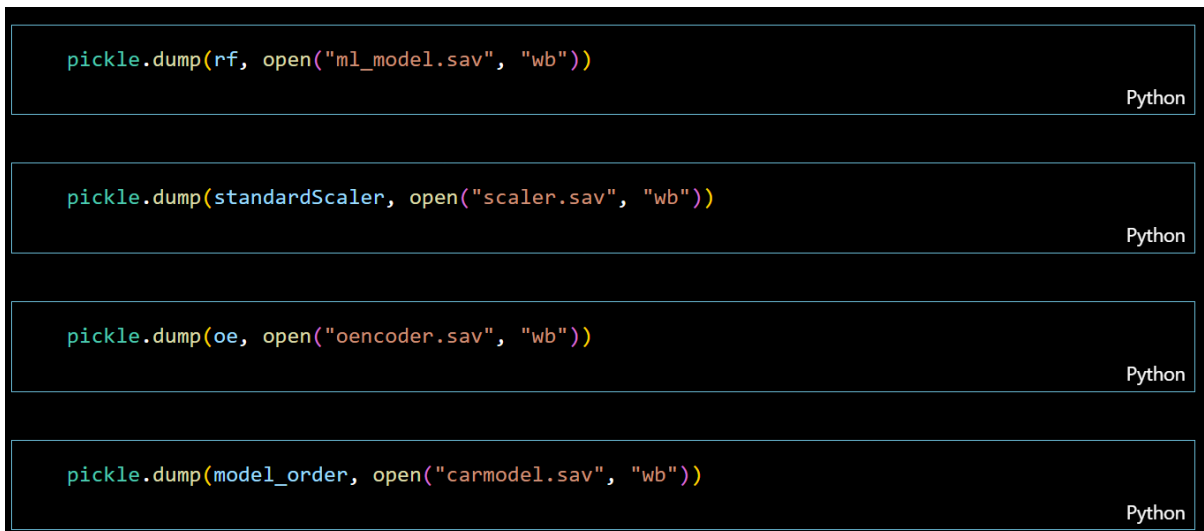 pickle.dump(rf, open("ml_model.sav", "wb"))
Python
pickle.dump(standardScaler, open("scaler.sav", "wb"))
Python
pickle.dump(oe, open("oencoder.sav", "wb"))
Python
pickle.dump(model_order, open("carmodel.sav", "wb"))
Python